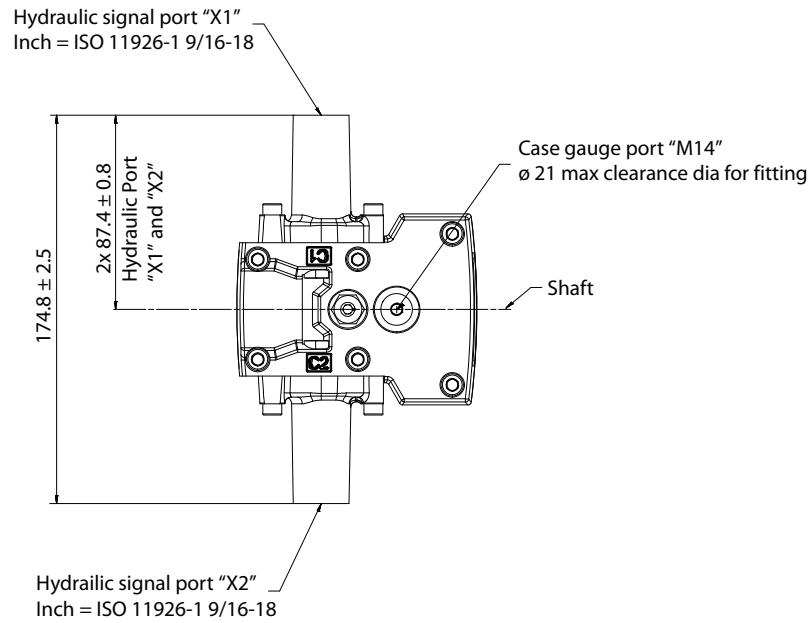 Hydraulic signal port “X1”
Inch = ISO 11926-1 9/16-18
Case gauge port “M14”
ø 21 max clearance dia for fitting
2x 87.4 ± 0.8
Hydraulic Port
“X1” and “X2”
174.8 ± 2.5
C1
Shaft
C2
Hydrailic signal port “X2”
Inch = ISO 11926-1 9/16-18